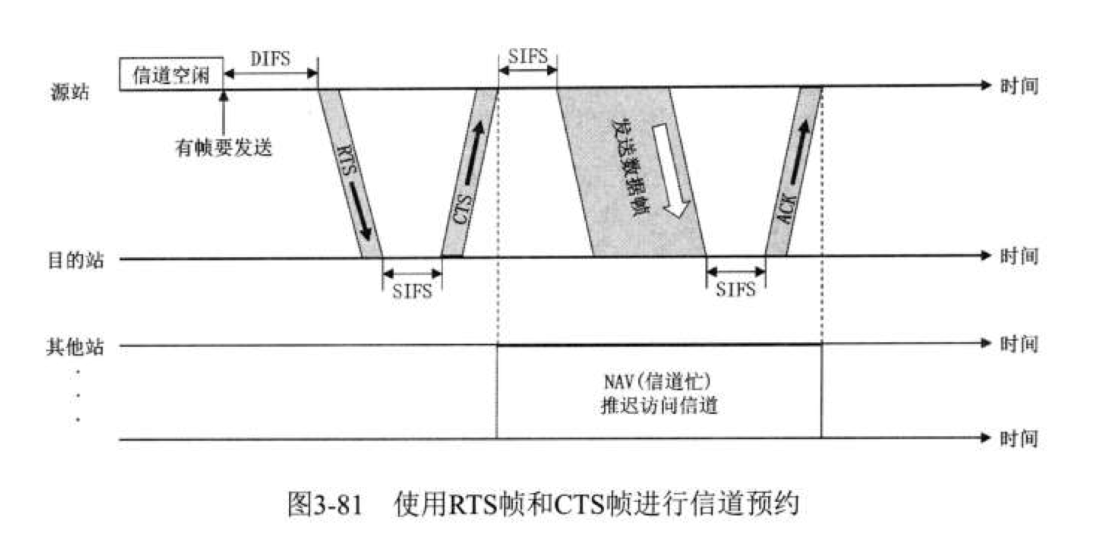 DIFS
SIFS
信道空闲
源站
时间
有帧要发送
RTS
CTS
发送数据帧
ACK
目的站
时间
SIFS
SIFS
其他站
时间
NAV(信道忙)
推迟访问信道
时间
图3-81 使用RTS帧和CTS帧进行信道预约